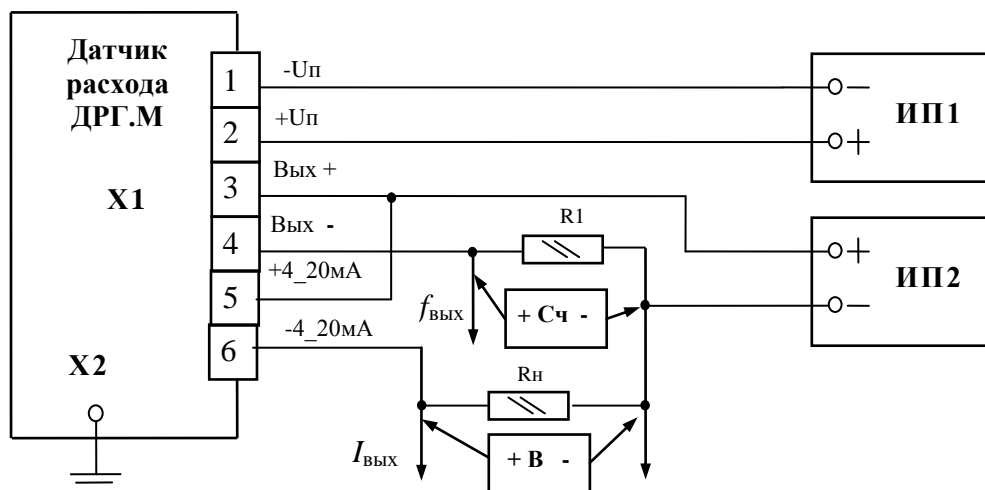 Датчик
расхода
ДРГ.М
X1
X2
1
2
3
4
5
6
-Uп
+Uп
Вых +
Вых -
+4_20мА
-4_20мА
R1
fвых
+ Сч -
Rн
Iвых
+ В -
− ИП1
+
+ ИП2
−